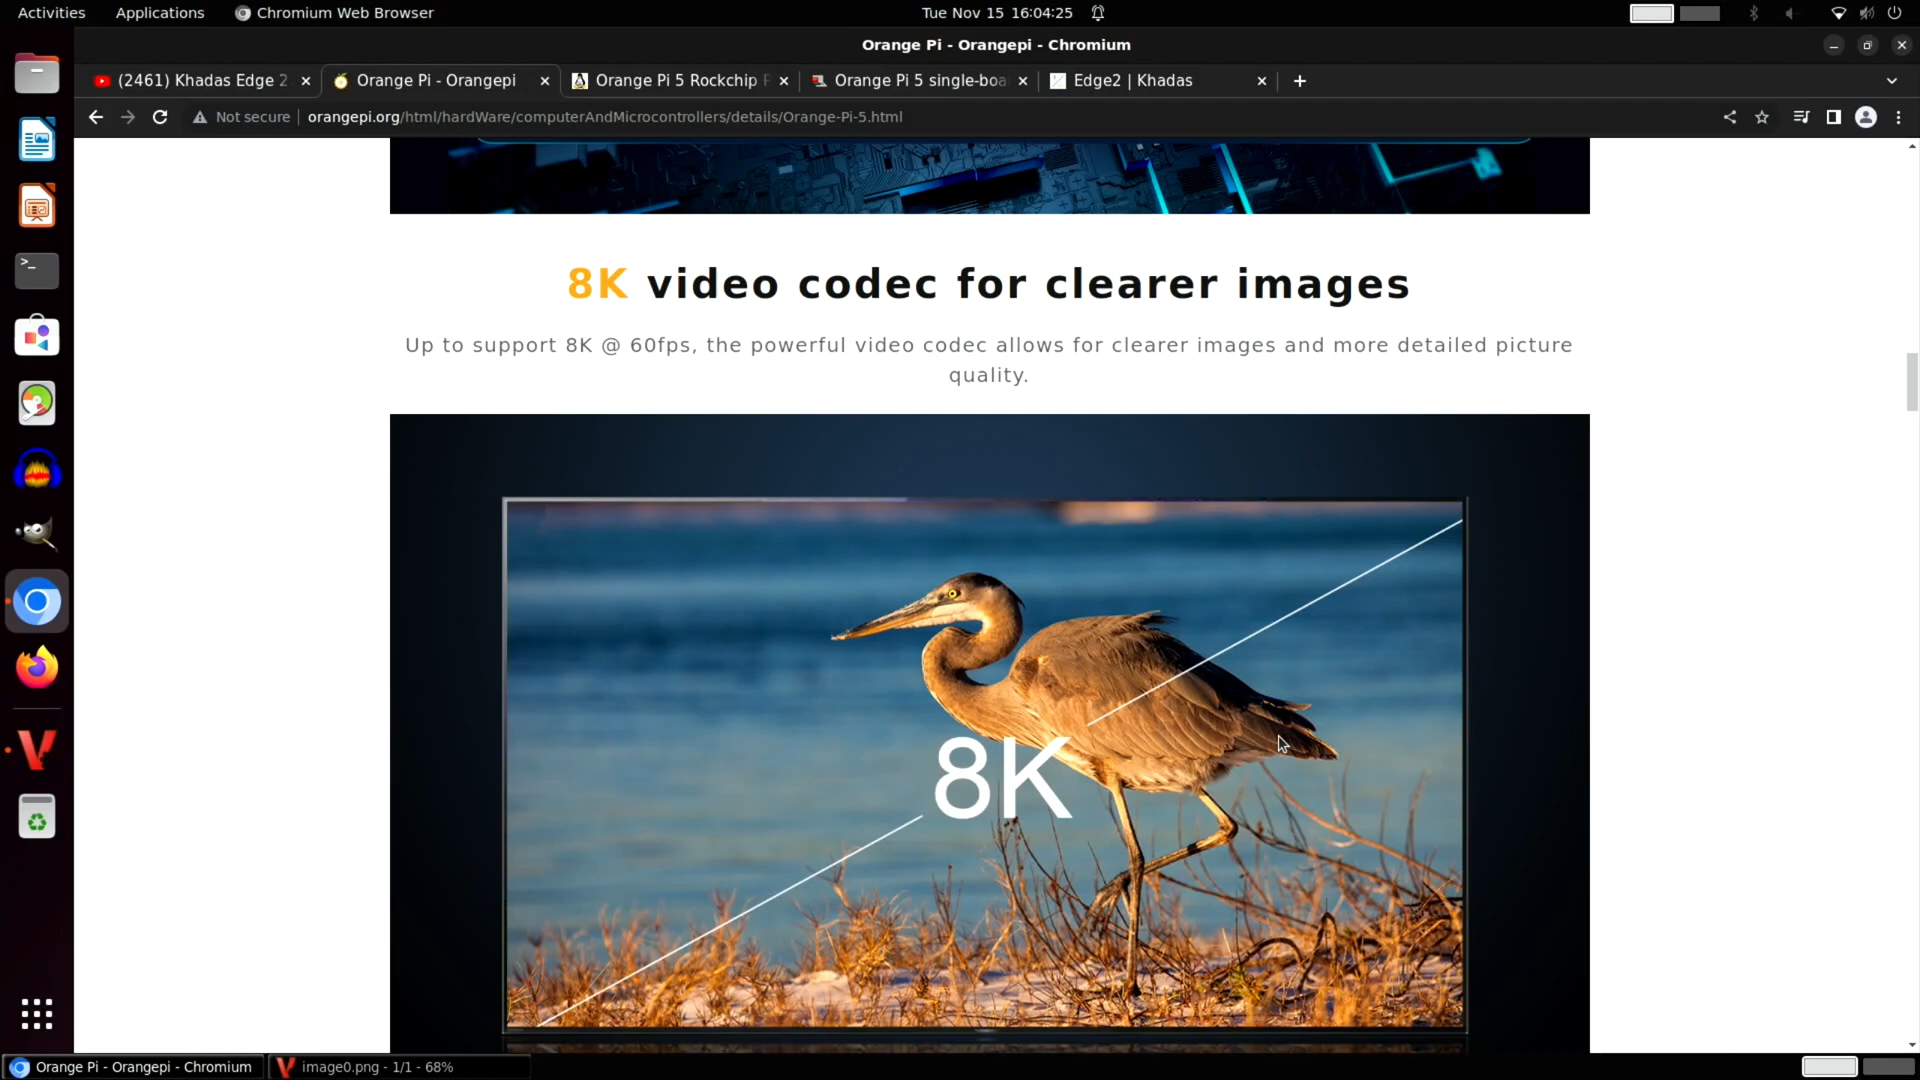 Activities Applications Chromium Web Browser Tue Nov 15 16:04:25
Orange Pi - Orangepi - Chromium
(2461) Khadas Edge 2 Orange Pi - Orangepi Orange Pi 5 Rockchip Orange Pi 5 single-boa Edge2 | Khadas
Not secure orangepi.org/html/hardWare/computerAndMicrocontrollers/details/Orange-Pi-5.html
8K video codec for clearer images
Up to support 8K @ 60fps, the powerful video codec allows for clearer images and more detailed picture
quality.
8K
Orange Pi - Orangepi - Chromium image0.png - 1/1 - 68%